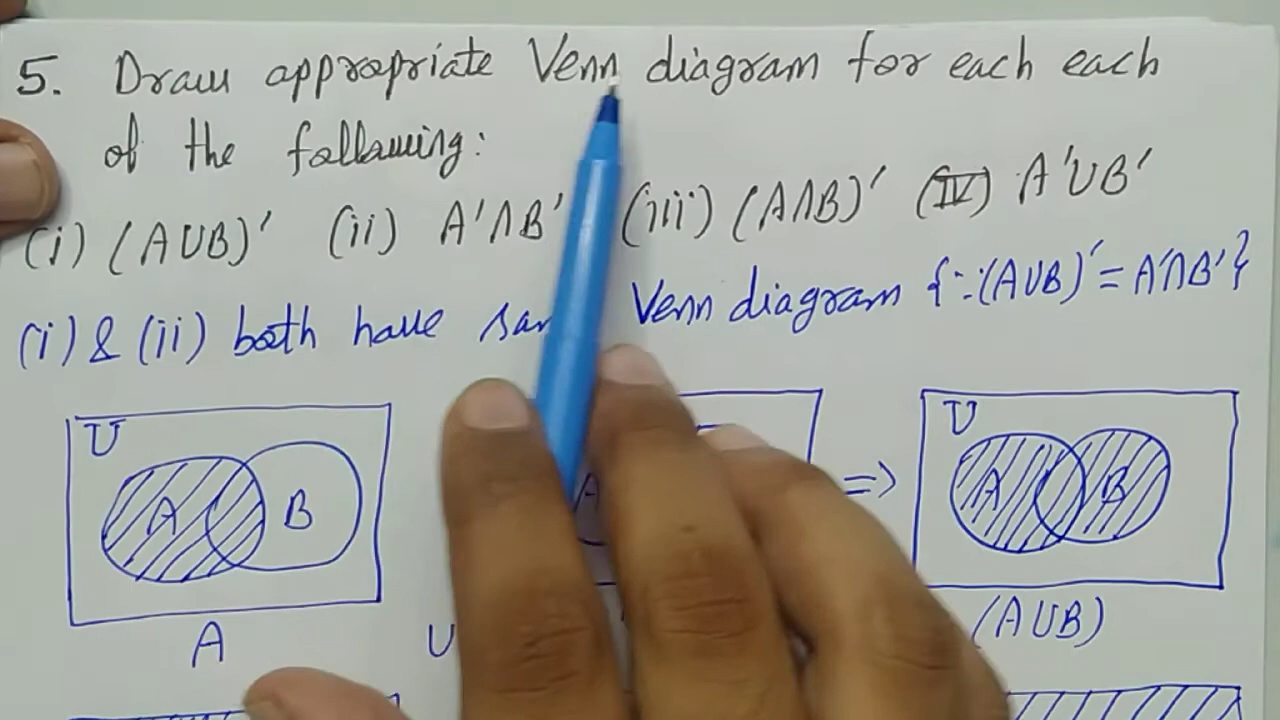 5. Draw appropriate Venn diagram for each each
of the following:
(i) (A∪B)′ (ii) A′∩B′ (iii) (A∩B)′ (IV) A′∪B′
(i) & (ii) both have Venn diagram {∵(A∪B)′ = A′∩B′}
U
A B
A
U
A
=>
U
A B
(A∪B)